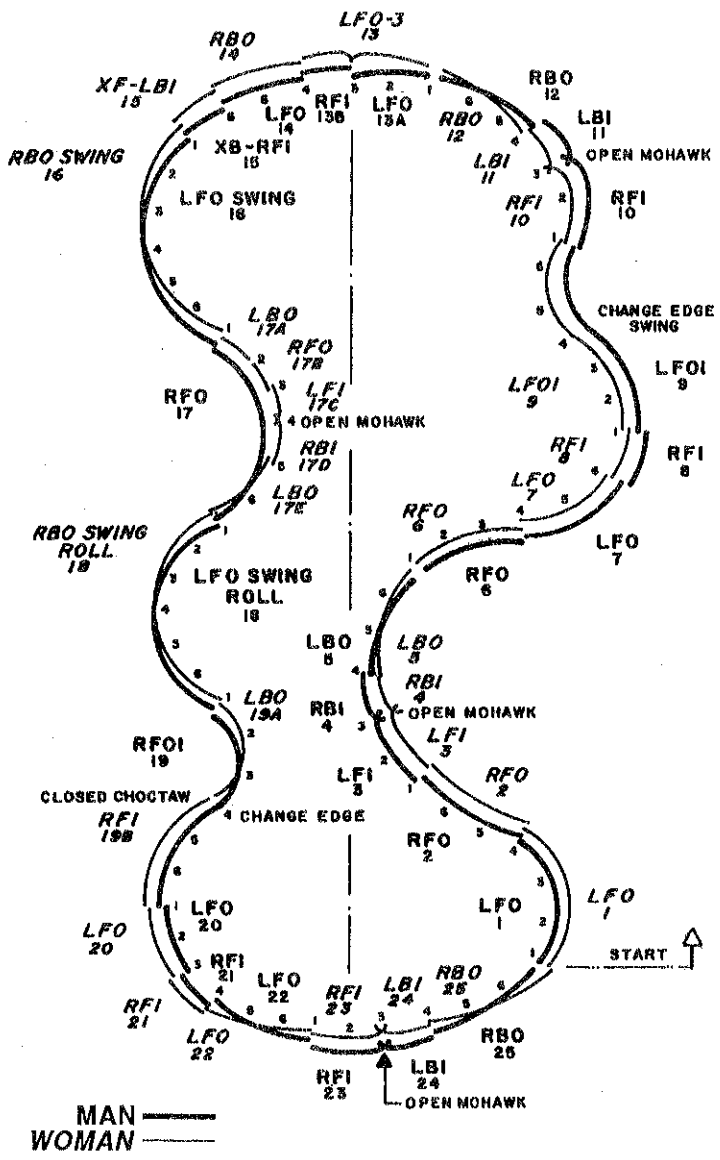 LFO-3
13
RBO
14
XF-LBI
15
RBO SWING
16
LFO
14
RFI
13B
LFO
13A
XB-RFI
15
LFO SWING
16
RBO
12
RBO
12
LBI
11
LBI
11
OPEN MOHAWK
RFI
10
RFI
10
CHANGE EDGE
SWING
LFOI
9
LFOI
9
RFI
8
RFI
8
LFO
7
LFO
7
RFO
6
RFO
6
LBO
17A
RFO
17B
LFI
17C
OPEN MOHAWK
RBI
17D
LBO
17E
RFO
17
RBO SWING
ROLL
18
LFO SWING
ROLL
18
LBO
5
LBO
5
RBI
4
RBI
4
OPEN MOHAWK
LFI
3
LFI
3
RFO
2
RFO
2
LBO
19A
RFOI
19
CLOSED CHOCTAW
RFI
19B
CHANGE EDGE
LFO
1
LFO
1
START
LFO
20
LFO
20
RFI
21
RFI
21
LFO
22
LFO
22
RFI
23
RFI
23
LBI
24
LBI
24
RBO
25
RBO
25
OPEN MOHAWK
MAN
WOMAN